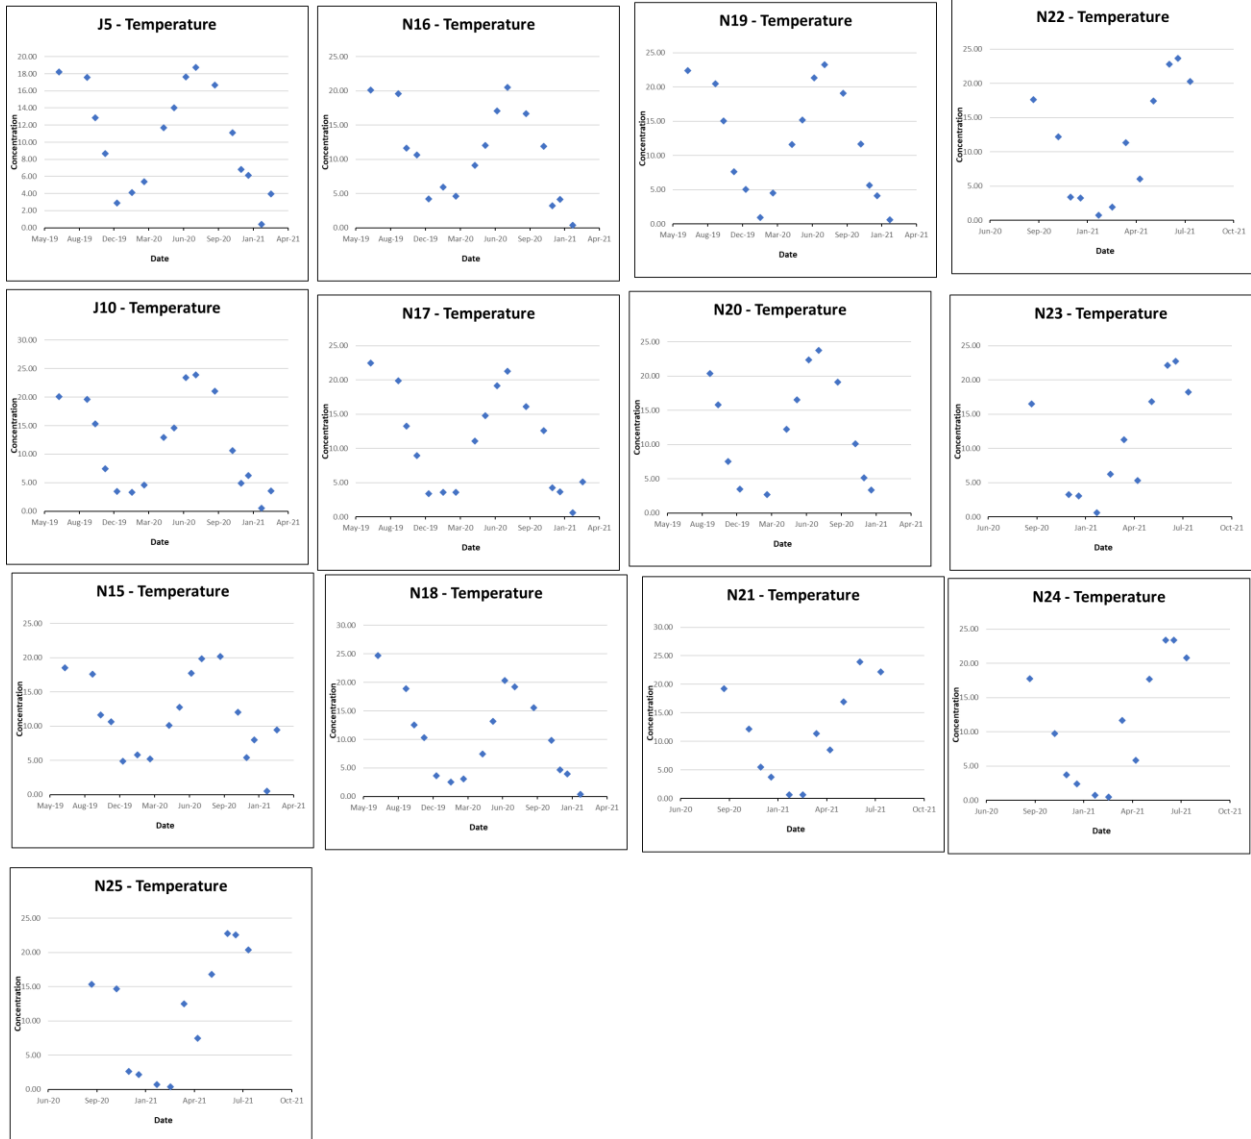 J5 - Temperature
20.00
18.00
16.00
14.00
12.00
10.00
8.00
6.00
4.00
2.00
0.00
Concentration
May-19 Aug-19 Dec-19 Mar-20 Jun-20 Sep-20 Jan-21 Apr-21
Date
N16 - Temperature
25.00
20.00
15.00
10.00
5.00
0.00
Concentration
May-19 Aug-19 Dec-19 Mar-20 Jun-20 Sep-20 Jan-21 Apr-21
Date
N19 - Temperature
25.00
20.00
15.00
10.00
5.00
0.00
Concentration
May-19 Aug-19 Dec-19 Mar-20 Jun-20 Sep-20 Jan-21 Apr-21
Date
N22 - Temperature
25.00
20.00
15.00
10.00
5.00
0.00
Concentration
Jun-20 Sep-20 Jan-21 Apr-21 Jul-21 Oct-21
Date
J10 - Temperature
30.00
25.00
20.00
15.00
10.00
5.00
0.00
Concentration
May-19 Aug-19 Dec-19 Mar-20 Jun-20 Sep-20 Jan-21 Apr-21
Date
N17 - Temperature
25.00
20.00
15.00
10.00
5.00
0.00
Concentration
May-19 Aug-19 Dec-19 Mar-20 Jun-20 Sep-20 Jan-21 Apr-21
Date
N20 - Temperature
25.00
20.00
15.00
10.00
5.00
0.00
Concentration
May-19 Aug-19 Dec-19 Mar-20 Jun-20 Sep-20 Jan-21 Apr-21
Date
N23 - Temperature
25.00
20.00
15.00
10.00
5.00
0.00
Concentration
Jun-20 Sep-20 Jan-21 Apr-21 Jul-21 Oct-21
Date
N15 - Temperature
25.00
20.00
15.00
10.00
5.00
0.00
Concentration
May-19 Aug-19 Dec-19 Mar-20 Jun-20 Sep-20 Jan-21 Apr-21
Date
N18 - Temperature
30.00
25.00
20.00
15.00
10.00
5.00
0.00
Concentration
May-19 Aug-19 Dec-19 Mar-20 Jun-20 Sep-20 Jan-21 Apr-21
Date
N21 - Temperature
30.00
25.00
20.00
15.00
10.00
5.00
0.00
Concentration
Jun-20 Sep-20 Jan-21 Apr-21 Jul-21 Oct-21
Date
N24 - Temperature
25.00
20.00
15.00
10.00
5.00
0.00
Concentration
Jun-20 Sep-20 Jan-21 Apr-21 Jul-21 Oct-21
Date
N25 - Temperature
25.00
20.00
15.00
10.00
5.00
0.00
Concentration
Jun-20 Sep-20 Jan-21 Apr-21 Jul-21 Oct-21
Date